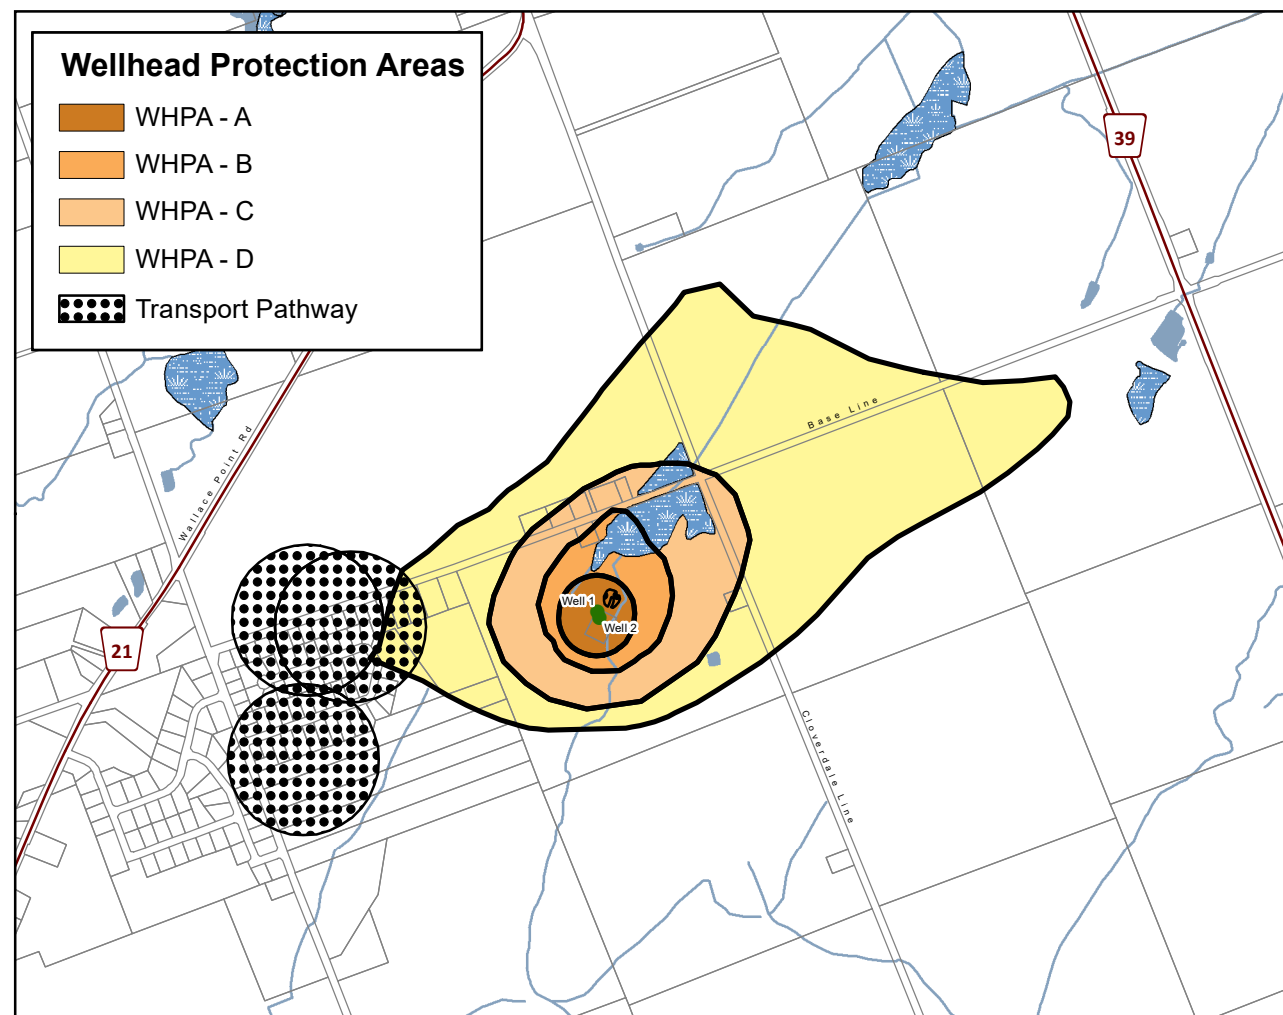 Wellhead Protection Areas
WHPA - A
WHPA - B
WHPA - C
WHPA - D
Transport Pathway
39
Wallace Point Rd
Base Line
Well 1
Well 2
21
Cloverdale Line